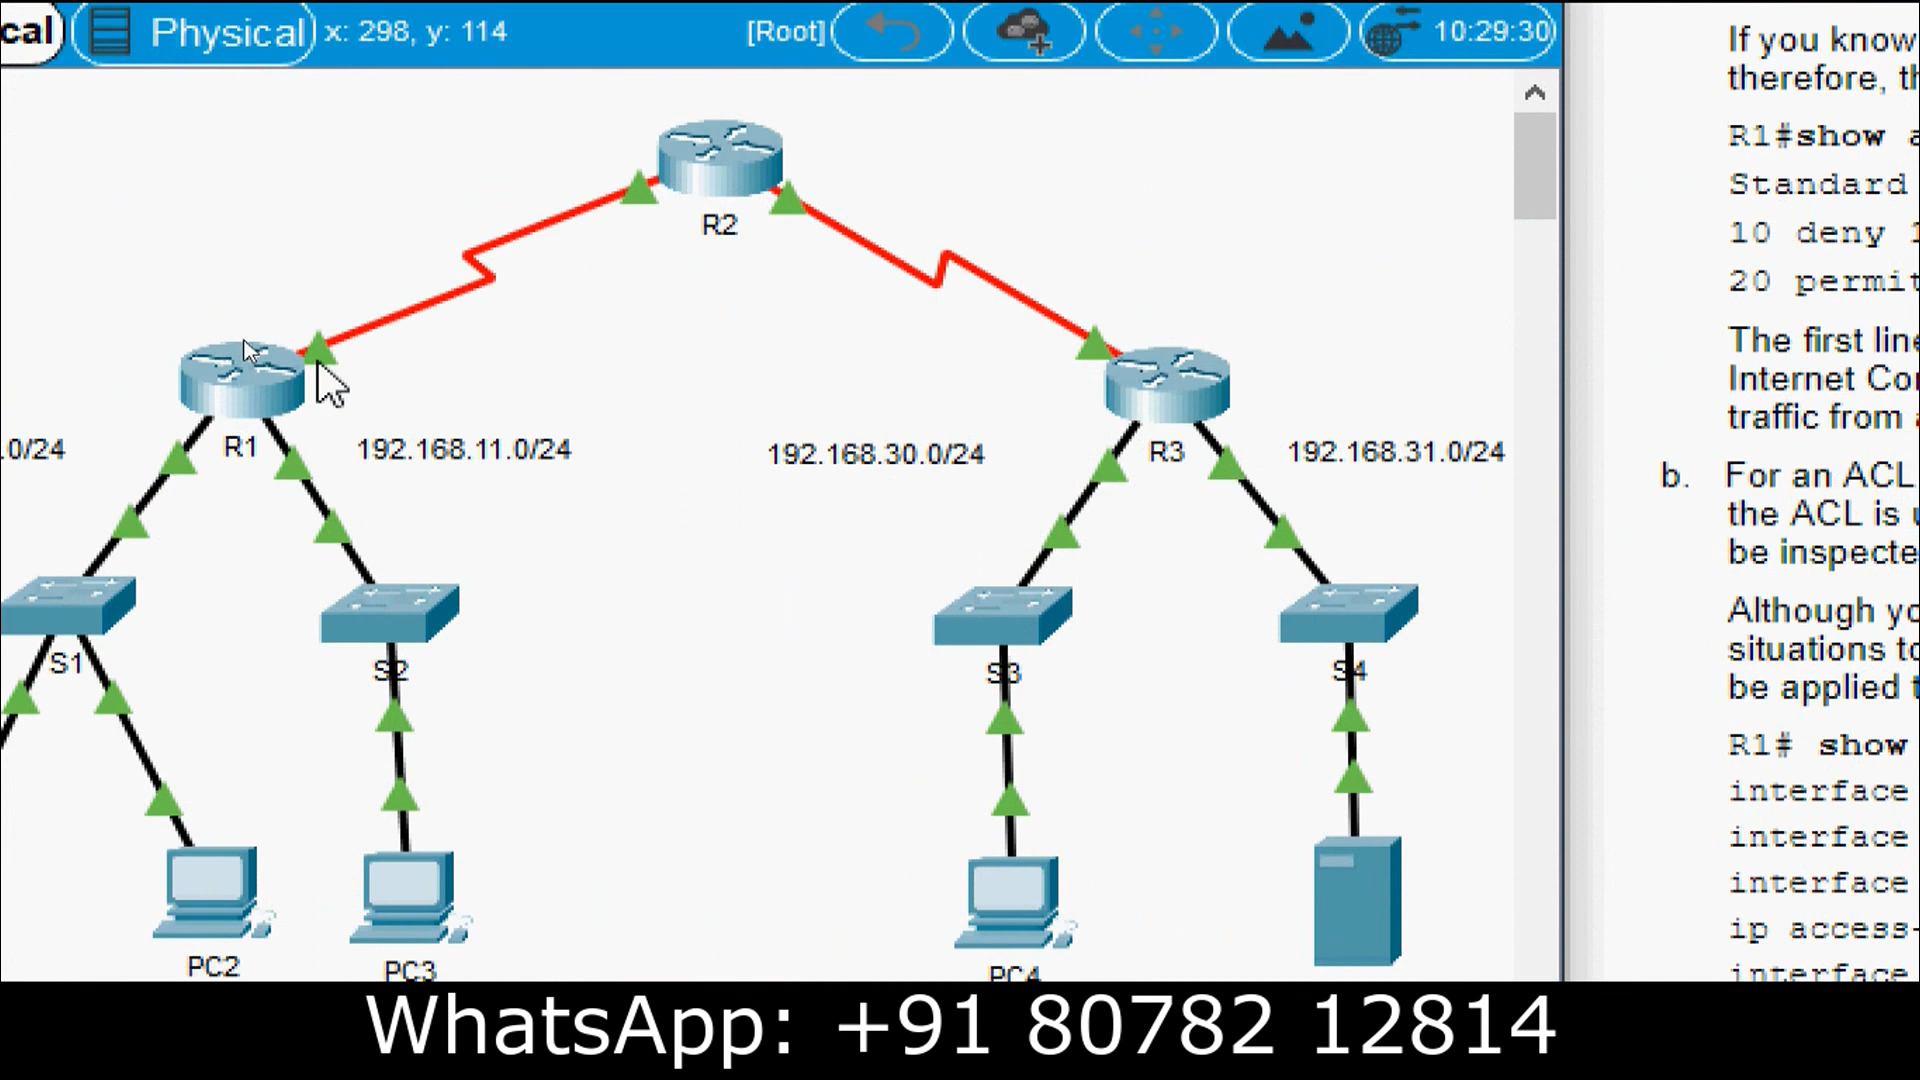 cal
Physical
x: 298, y: 114
[Root]
10:29:30
R2
R1
R3
.0/24
192.168.11.0/24
192.168.30.0/24
192.168.31.0/24
S1
S2
S3
S4
PC2
PC3
PC4
If you know
therefore, th
R1#show a
Standard
10 deny 1
20 permit
The first line
Internet Co
traffic from a
b. For an ACL
the ACL is u
be inspecte
Although yo
situations to
be applied t
R1# show
interface
interface
interface
ip access-
interface
WhatsApp: +91 80782 12814